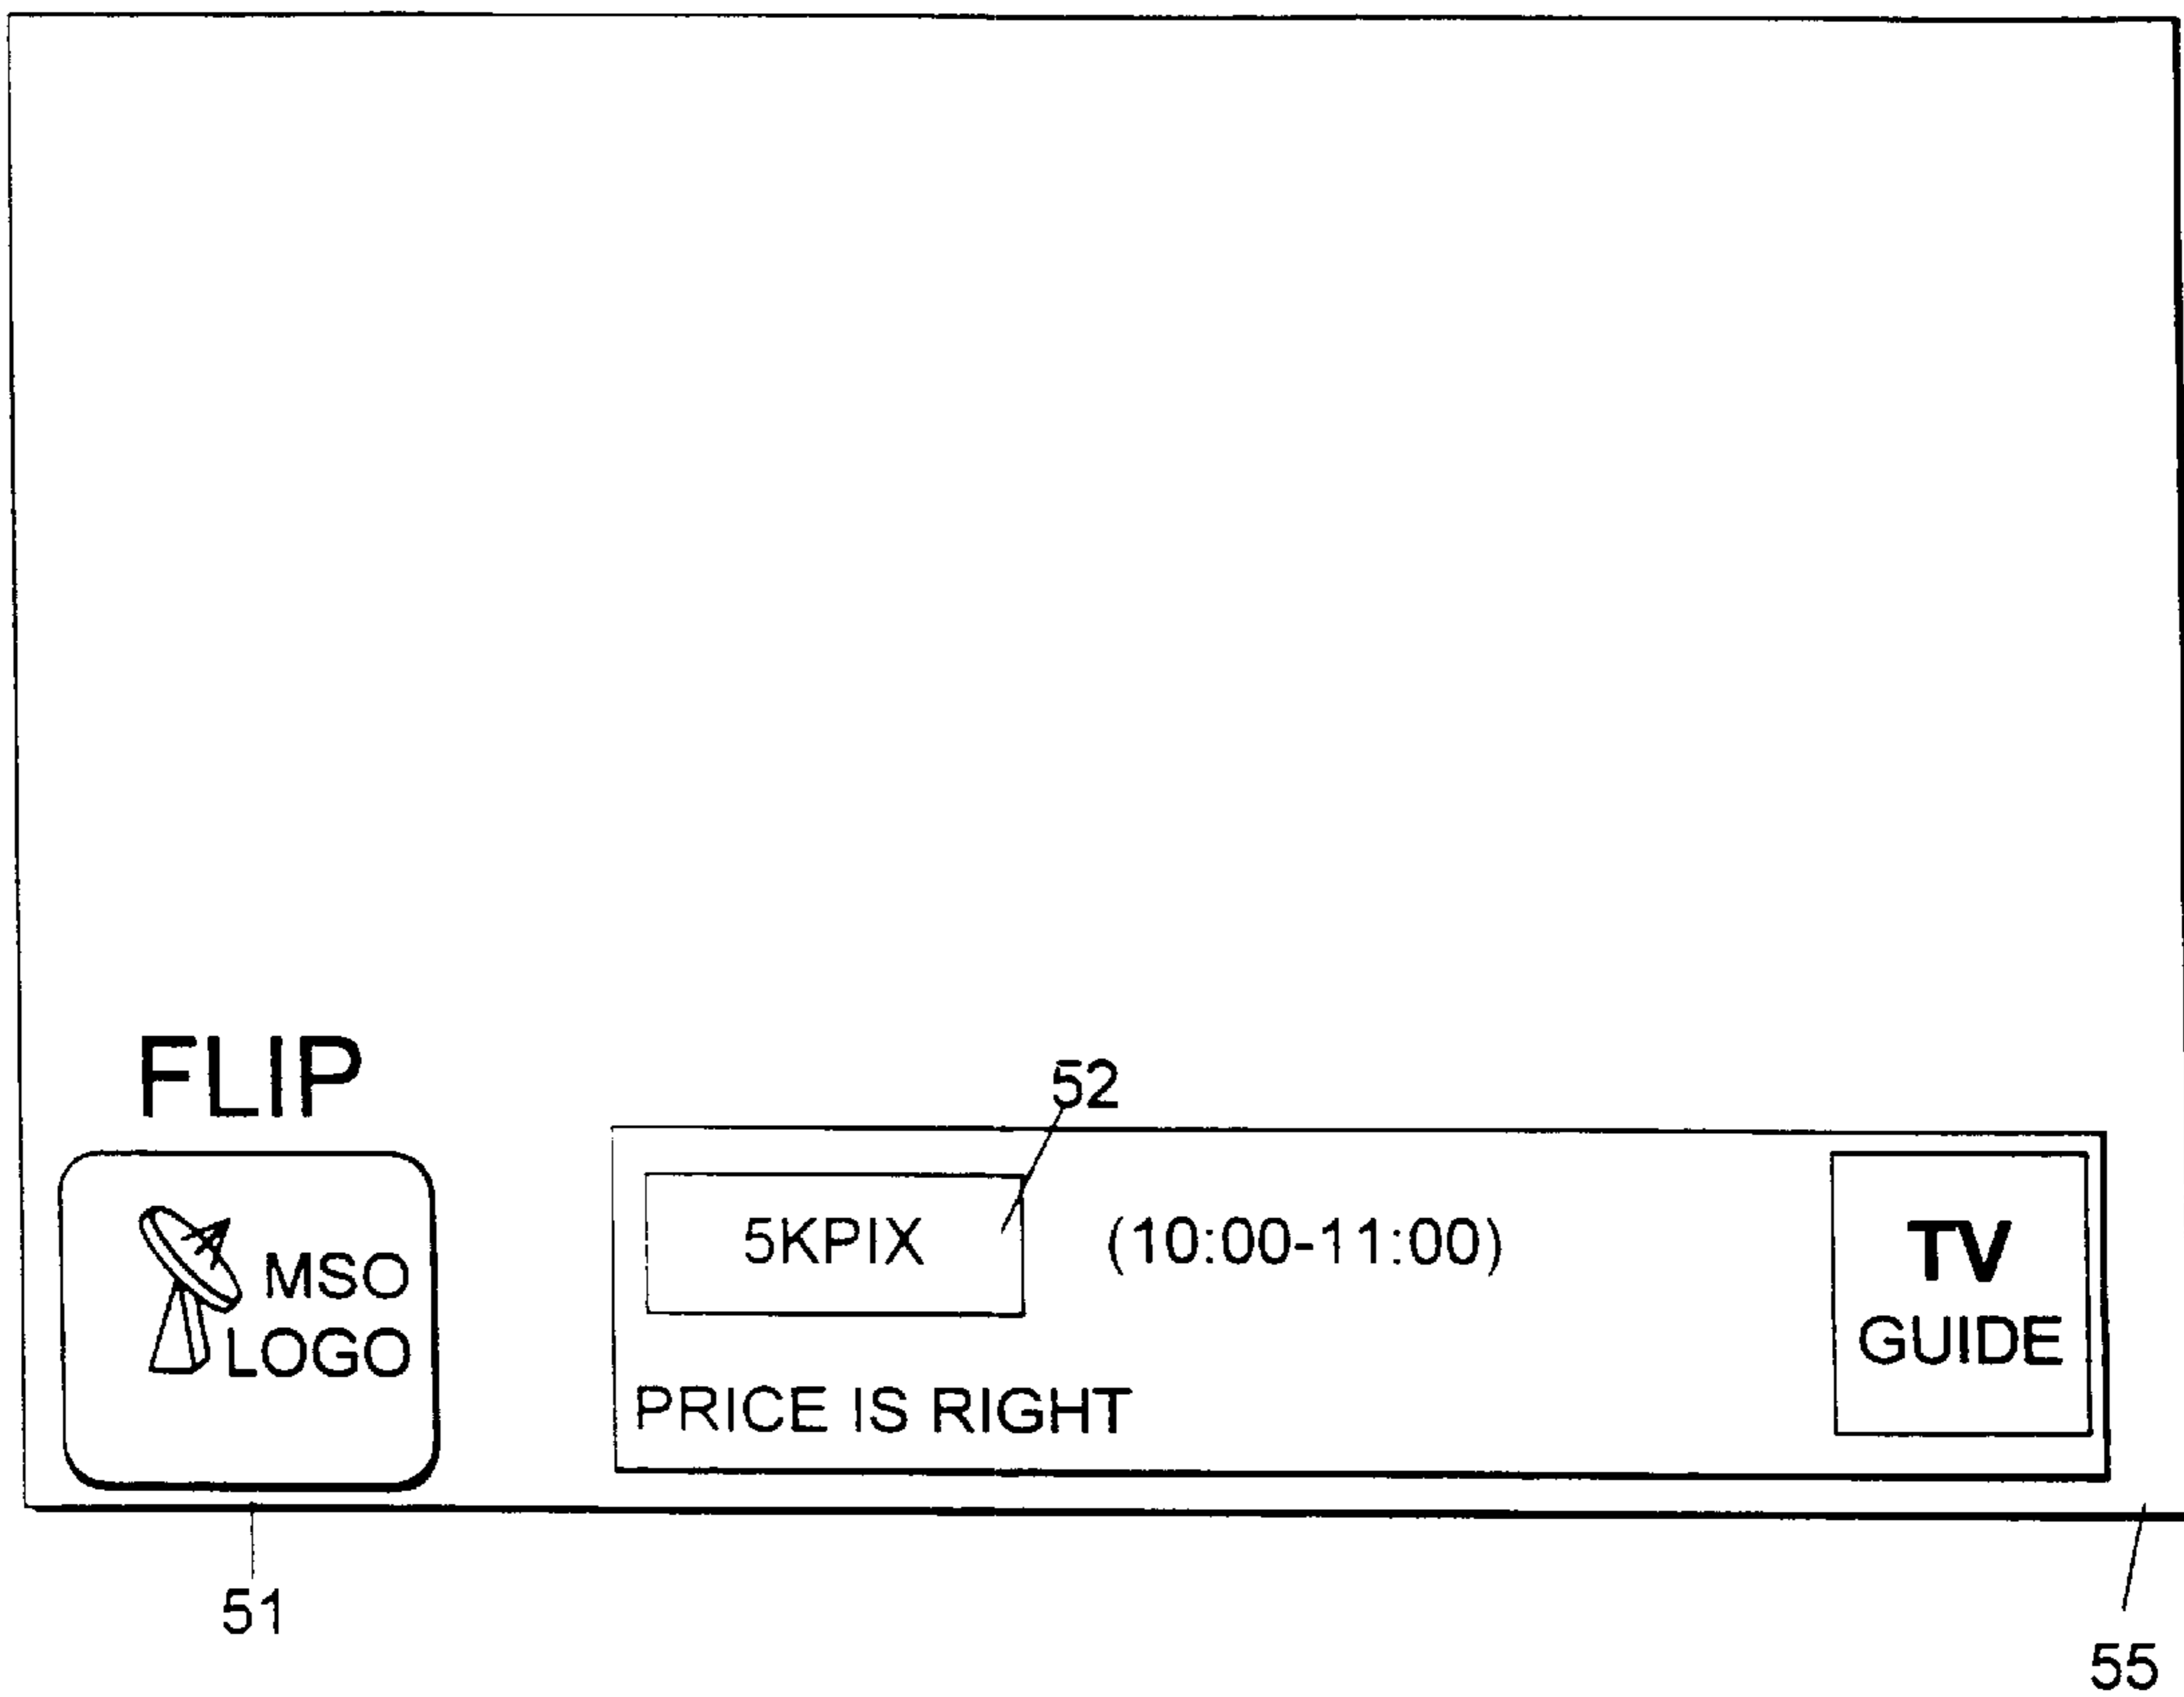 FLIP
52
5KPIX (10:00-11:00)
TV
GUIDE
MSO
LOGO
PRICE IS RIGHT
51
55